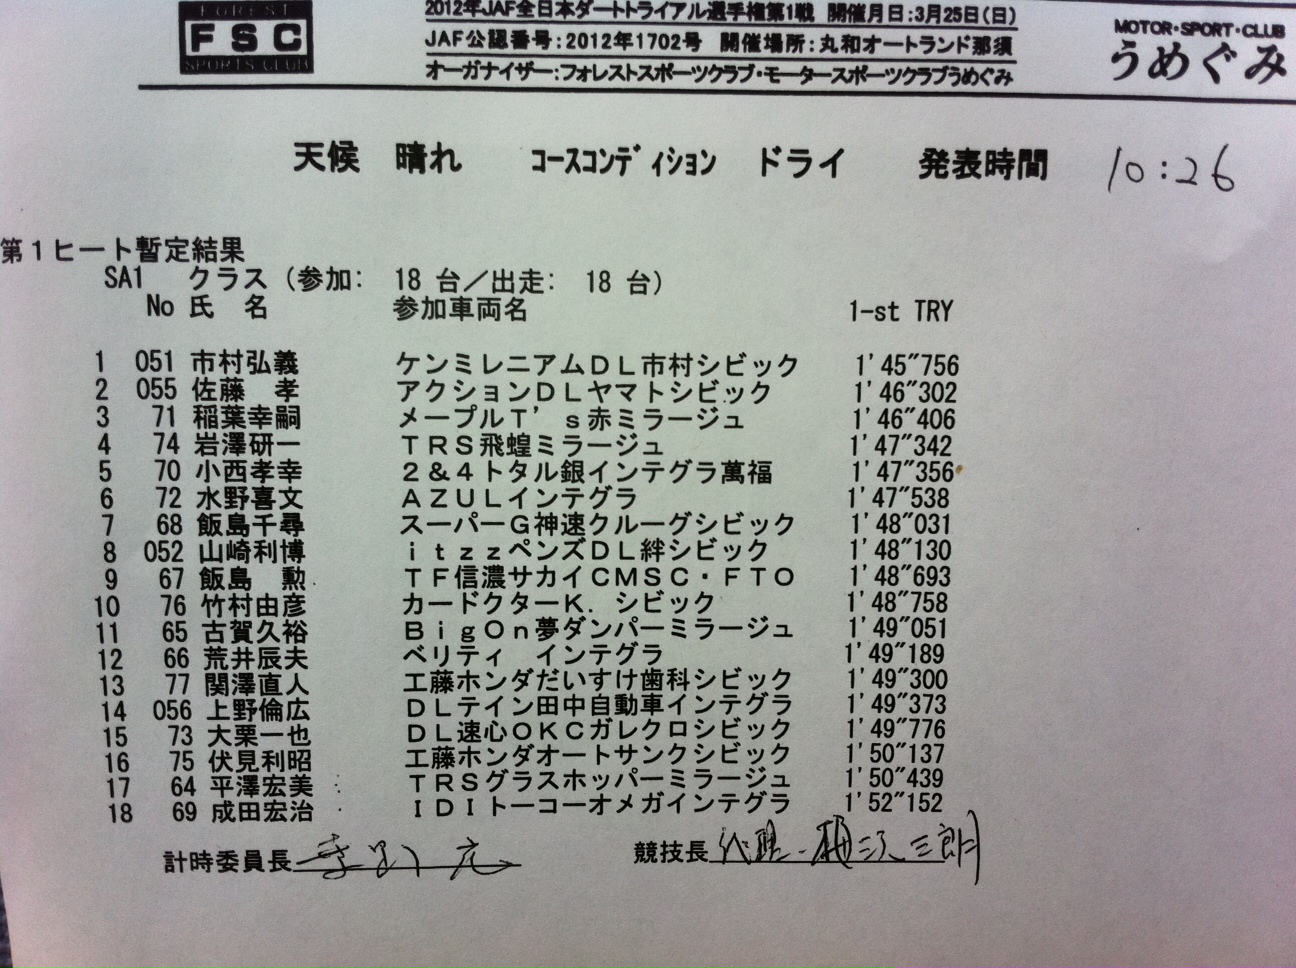 FOREST
FSC
SPORTS CLUB
2012年JAF全日本ダートトライアル選手権第1戦 開催月日:3月25日(日)
JAF公認番号:2012年1702号 開催場所:丸和オートランド那須
オーガナイザー:フォレストスポーツクラブ・モータースポーツクラブうめぐみ
MOTOR・SPORT・CLUB
うめぐみ
天候 晴れ コースコンディション ドライ 発表時間 10:26
第1ヒート暫定結果
SA1 クラス (参加: 18 台/出走: 18 台)
No 氏 名 参加車両名 1-st TRY
1 051 市村弘義 ケンミレニアムDL市村シビック 1'45"756
2 055 佐藤 孝 アクションDLヤマトシビック 1'46"302
3 71 稲葉幸嗣 メープルT's赤ミラージュ 1'46"406
4 74 岩澤研一 TRS飛蝗ミラージュ 1'47"342
5 70 小西孝幸 2&4トタル銀インテグラ萬福 1'47"356
6 72 水野喜文 AZULインテグラ 1'47"538
7 68 飯島千尋 スーパーG神速クルーグシビック 1'48"031
8 052 山崎利博 itzzペンズDL絆シビック 1'48"130
9 67 飯島 勲 TF信濃サカイCMSC・FTO 1'48"693
10 76 竹村由彦 カードクターK. シビック 1'48"758
11 65 古賀久裕 BigOn夢ダンパーミラージュ 1'49"051
12 66 荒井辰夫 ベリティ インテグラ 1'49"189
13 77 関澤直人 工藤ホンダだいすけ歯科シビック 1'49"300
14 056 上野倫広 DLテイン田中自動車インテグラ 1'49"373
15 73 大栗一也 DL速心OKCガレクロシビック 1'49"776
16 75 伏見利昭 工藤ホンダオートサンクシビック 1'50"137
17 64 平澤宏美 TRSグラスホッパーミラージュ 1'50"439
18 69 成田宏治 IDIトーコーオメガインテグラ 1'52"152
計時委員長 競技長